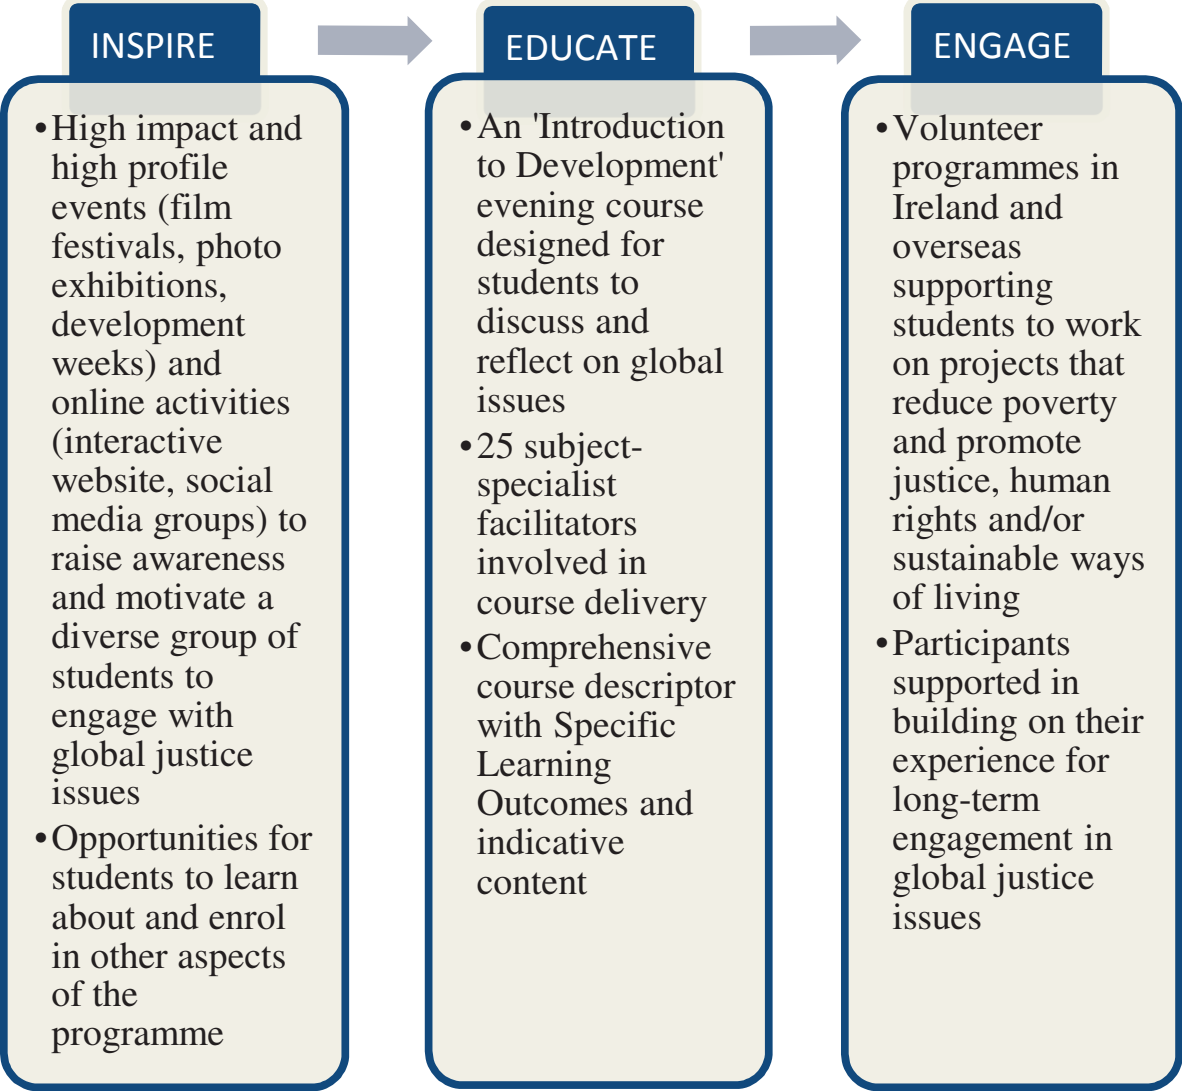 INSPIRE
•High impact and
high profile
events (film
festivals, photo
exhibitions,
development
weeks) and
online activities
(interactive
website, social
media groups) to
raise awareness
and motivate a
diverse group of
students to
engage with
global justice
issues
•Opportunities for
students to learn
about and enrol
in other aspects
of the
programme
EDUCATE
•An 'Introduction
to Development'
evening course
designed for
students to
discuss and
reflect on global
issues
•25 subject-
specialist
facilitators
involved in
course delivery
•Comprehensive
course descriptor
with Specific
Learning
Outcomes and
indicative
content
ENGAGE
•Volunteer
programmes in
Ireland and
overseas
supporting
students to work
on projects that
reduce poverty
and promote
justice, human
rights and/or
sustainable ways
of living
•Participants
supported in
building on their
experience for
long-term
engagement in
global justice
issues